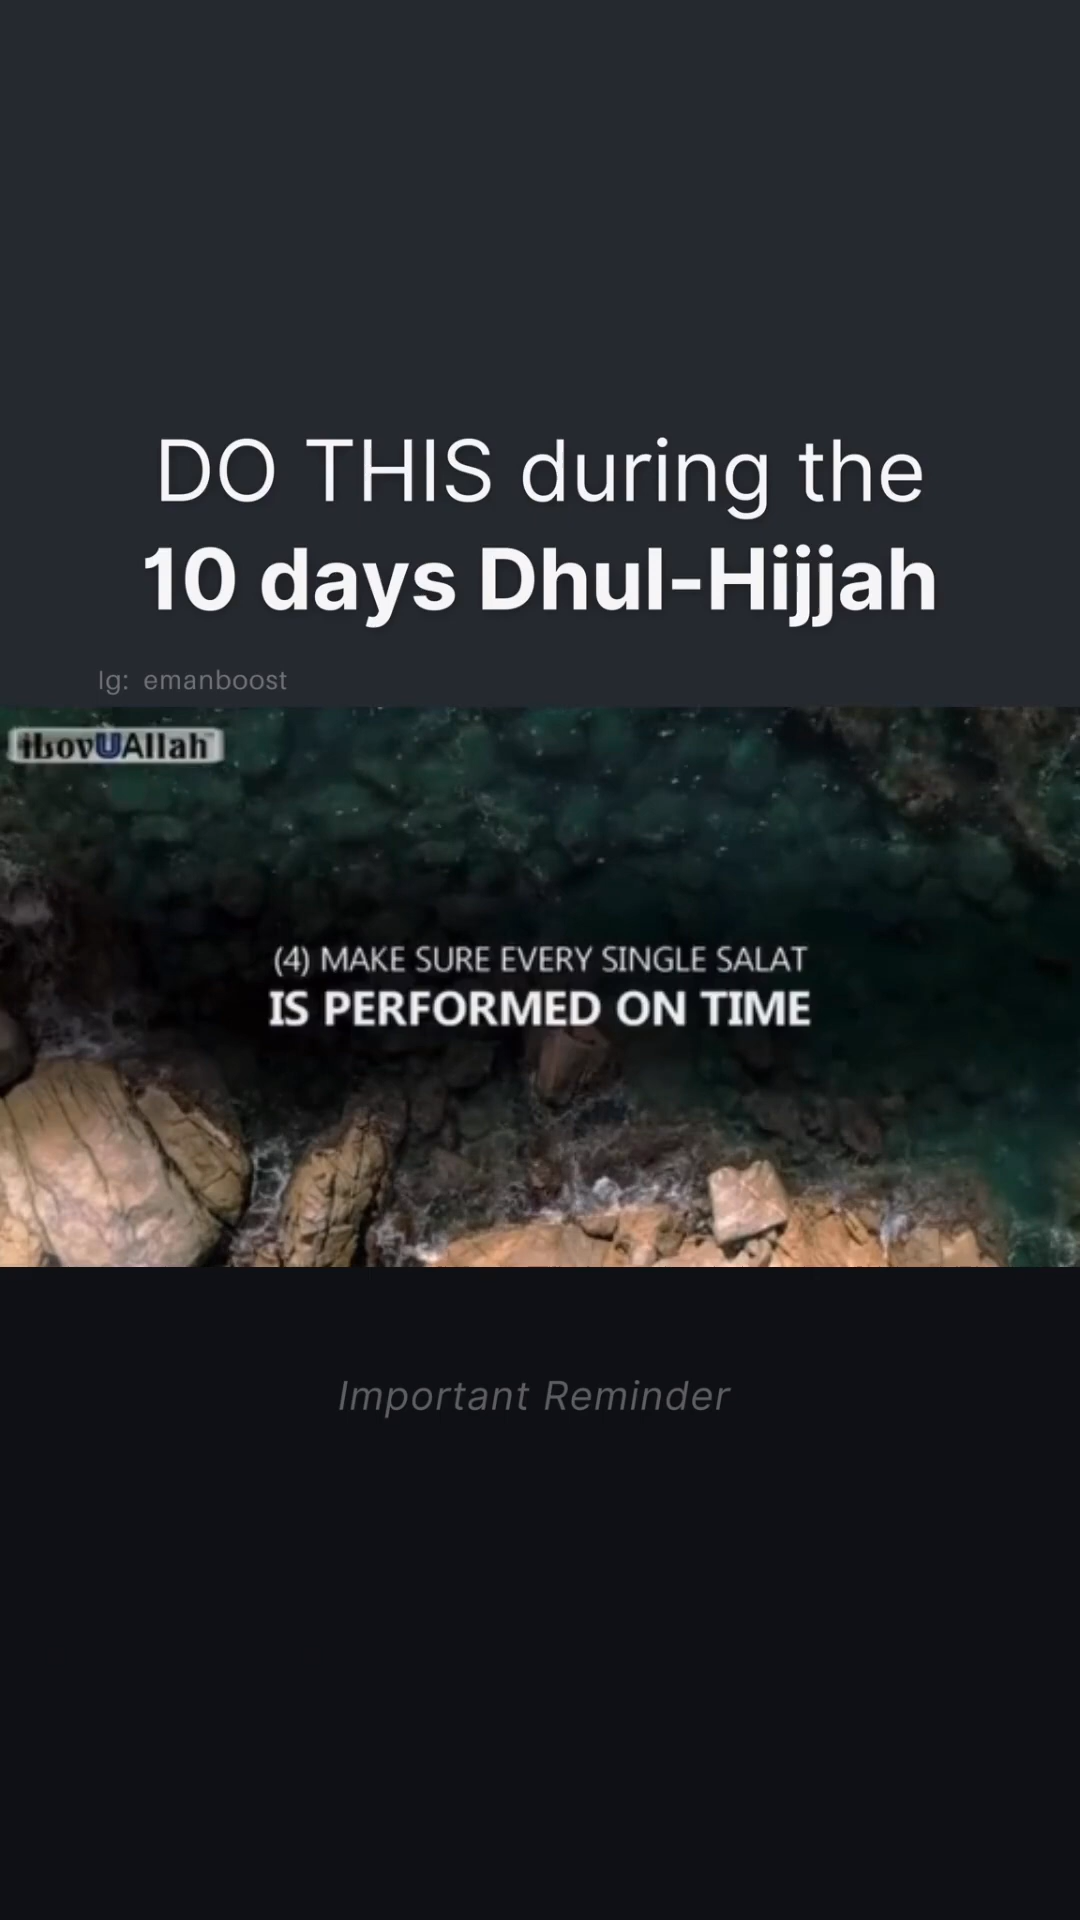 DO THIS during the
10 days Dhul-Hijjah
Ig: emanboost
iLovUAllah
(4) MAKE SURE EVERY SINGLE SALAT
IS PERFORMED ON TIME
Important Reminder